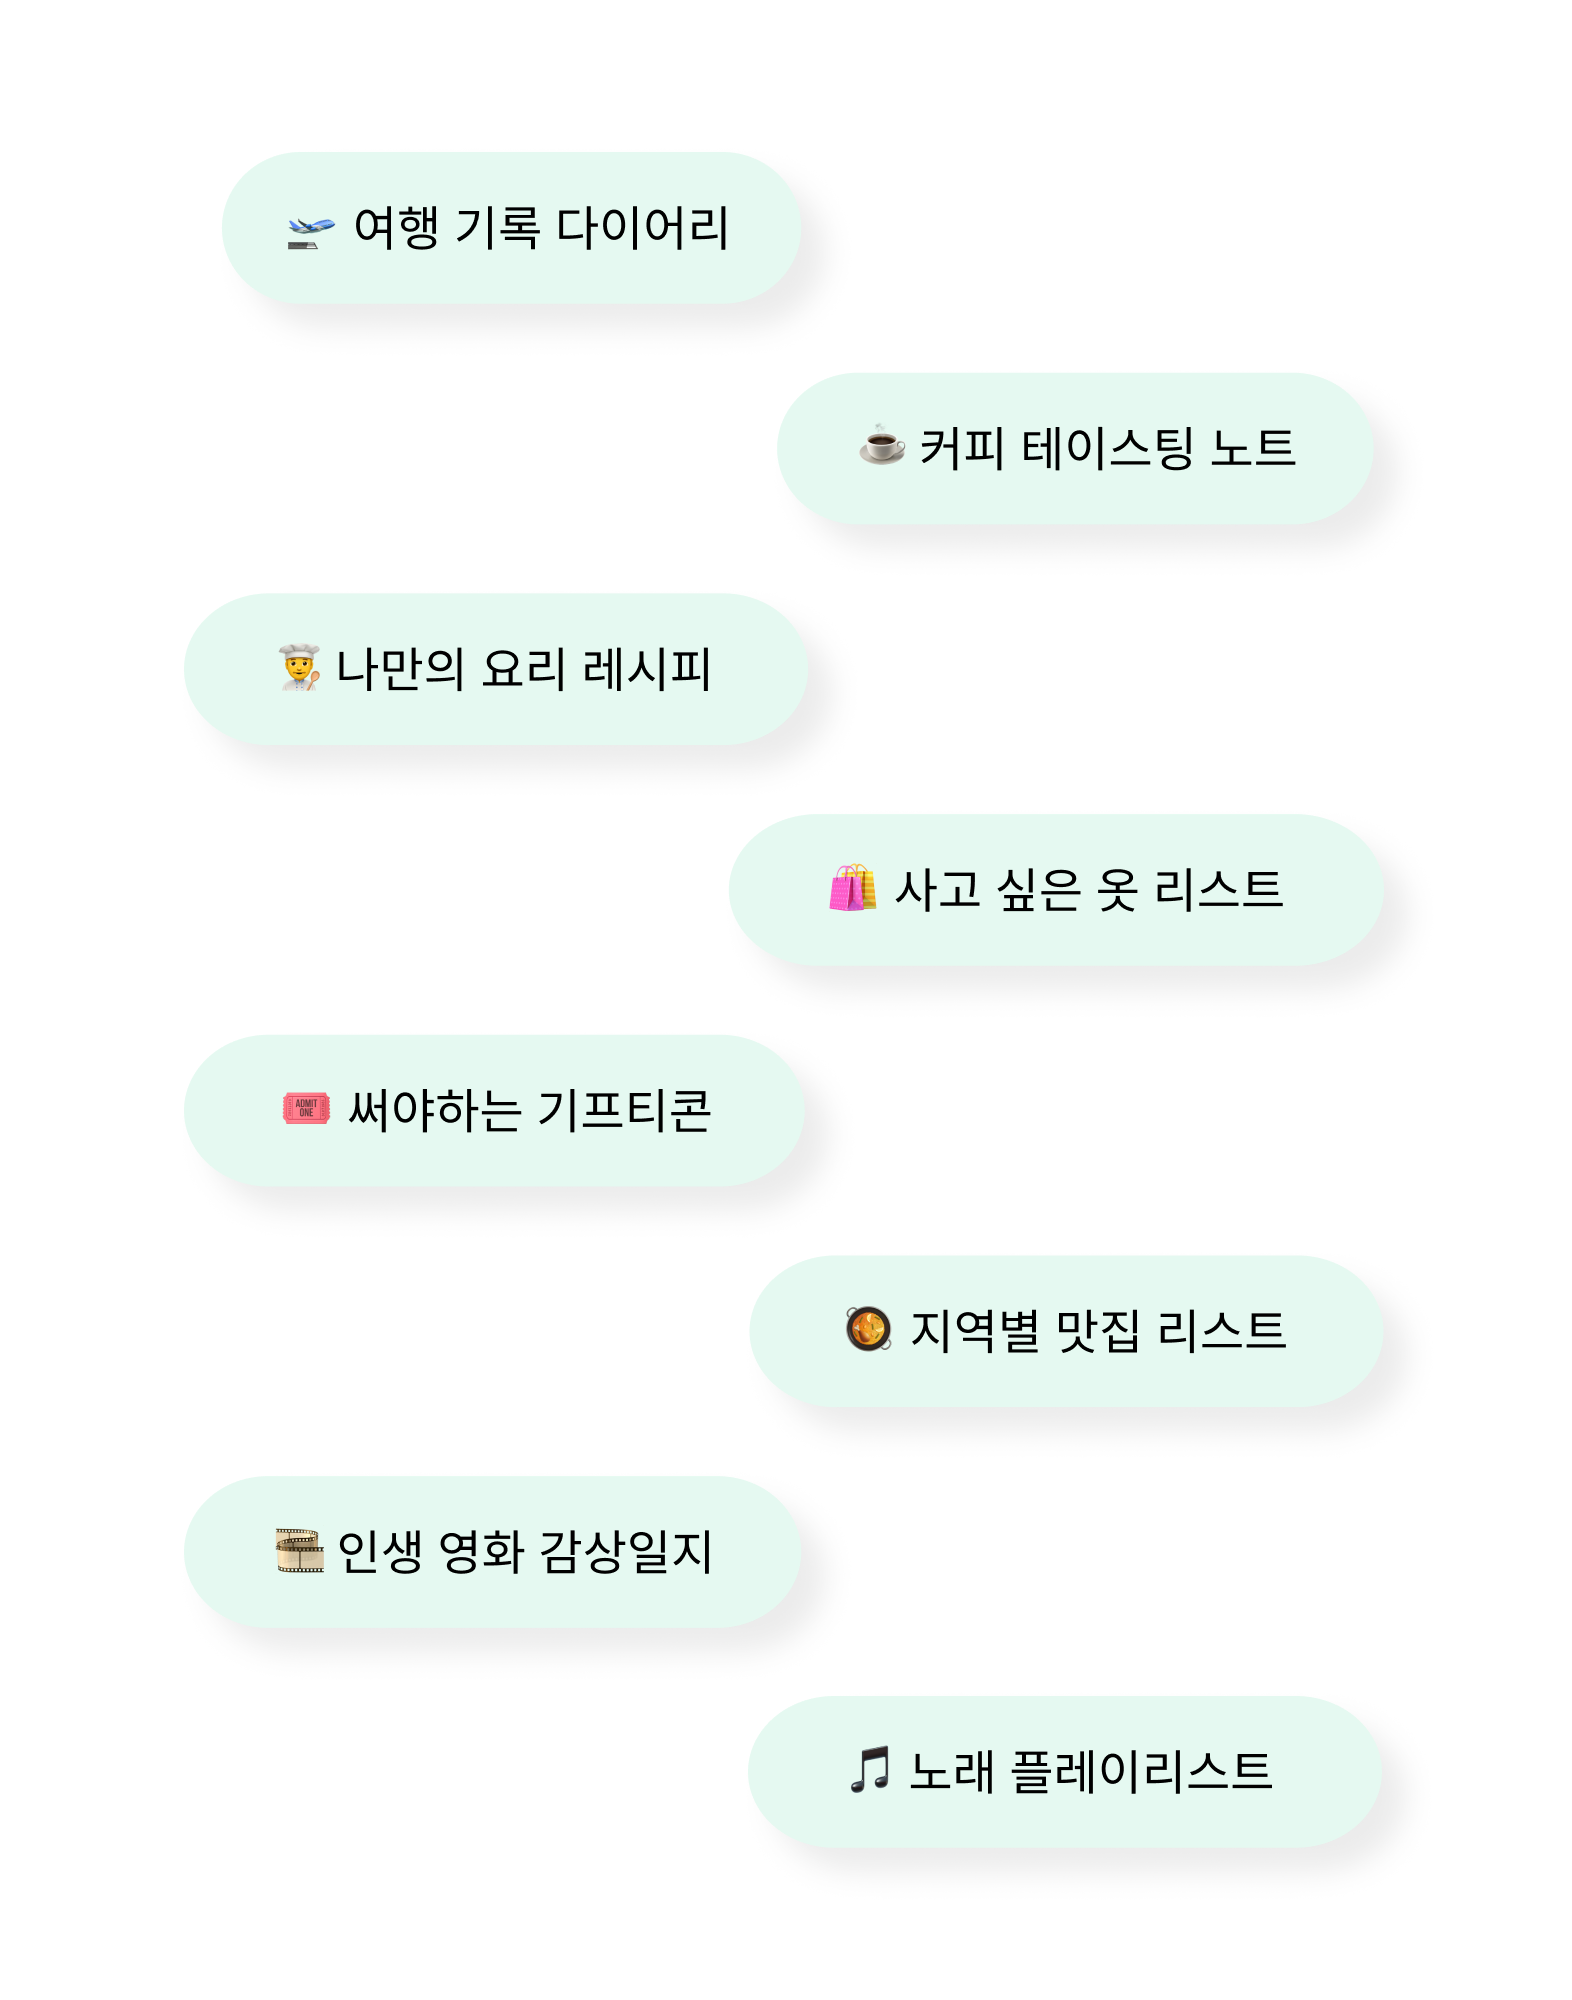 🛫 여행 기록 다이어리
☕ 커피 테이스팅 노트
👨‍🍳 나만의 요리 레시피
🛍️ 사고 싶은 옷 리스트
🎟️ 써야하는 기프티콘
🥘 지역별 맛집 리스트
🎞️ 인생 영화 감상일지
🎵 노래 플레이리스트